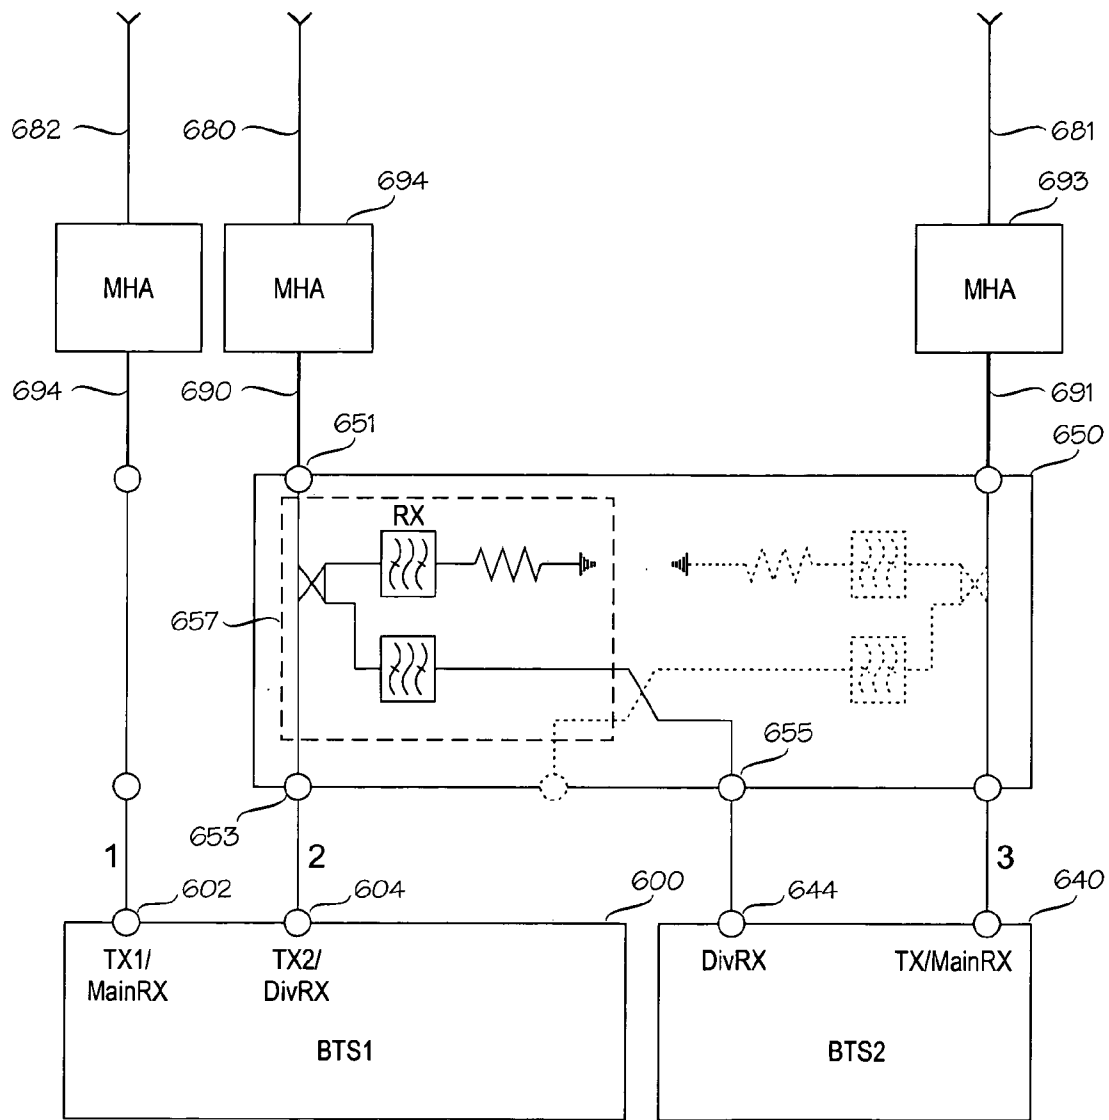 682
680
681
694
693
MHA
MHA
MHA
694
690
691
651
650
RX
657
655
653
1
2
3
602
604
600
644
640
TX1/
MainRX
TX2/
DivRX
DivRX
TX/MainRX
BTS1
BTS2